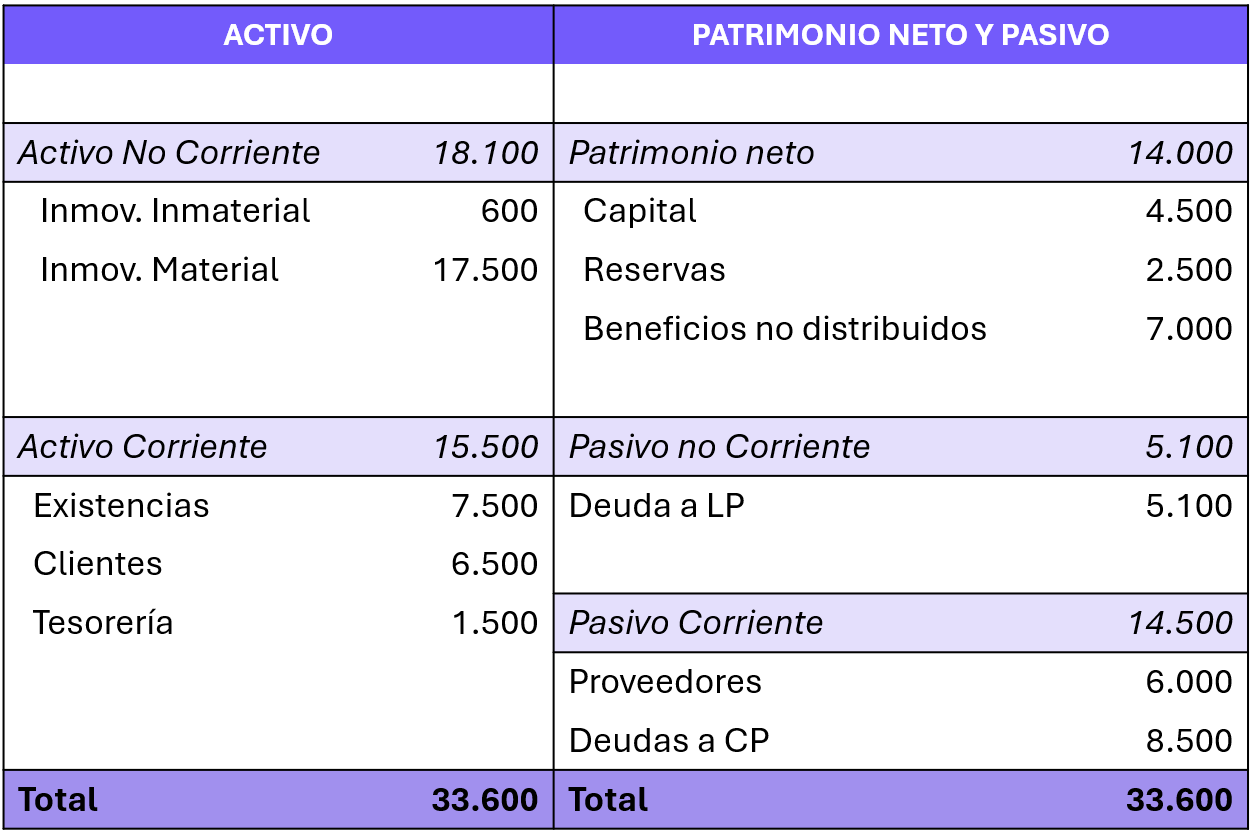 ACTIVO PATRIMONIO NETO Y PASIVO
Activo No Corriente 18.100 Patrimonio neto 14.000
Inmov. Inmaterial 600 Capital 4.500
Inmov. Material 17.500 Reservas 2.500
Beneficios no distribuidos 7.000
Activo Corriente 15.500 Pasivo no Corriente 5.100
Existencias 7.500 Deuda a LP 5.100
Clientes 6.500
Tesorería 1.500 Pasivo Corriente 14.500
Proveedores 6.000
Deudas a CP 8.500
Total 33.600 Total 33.600